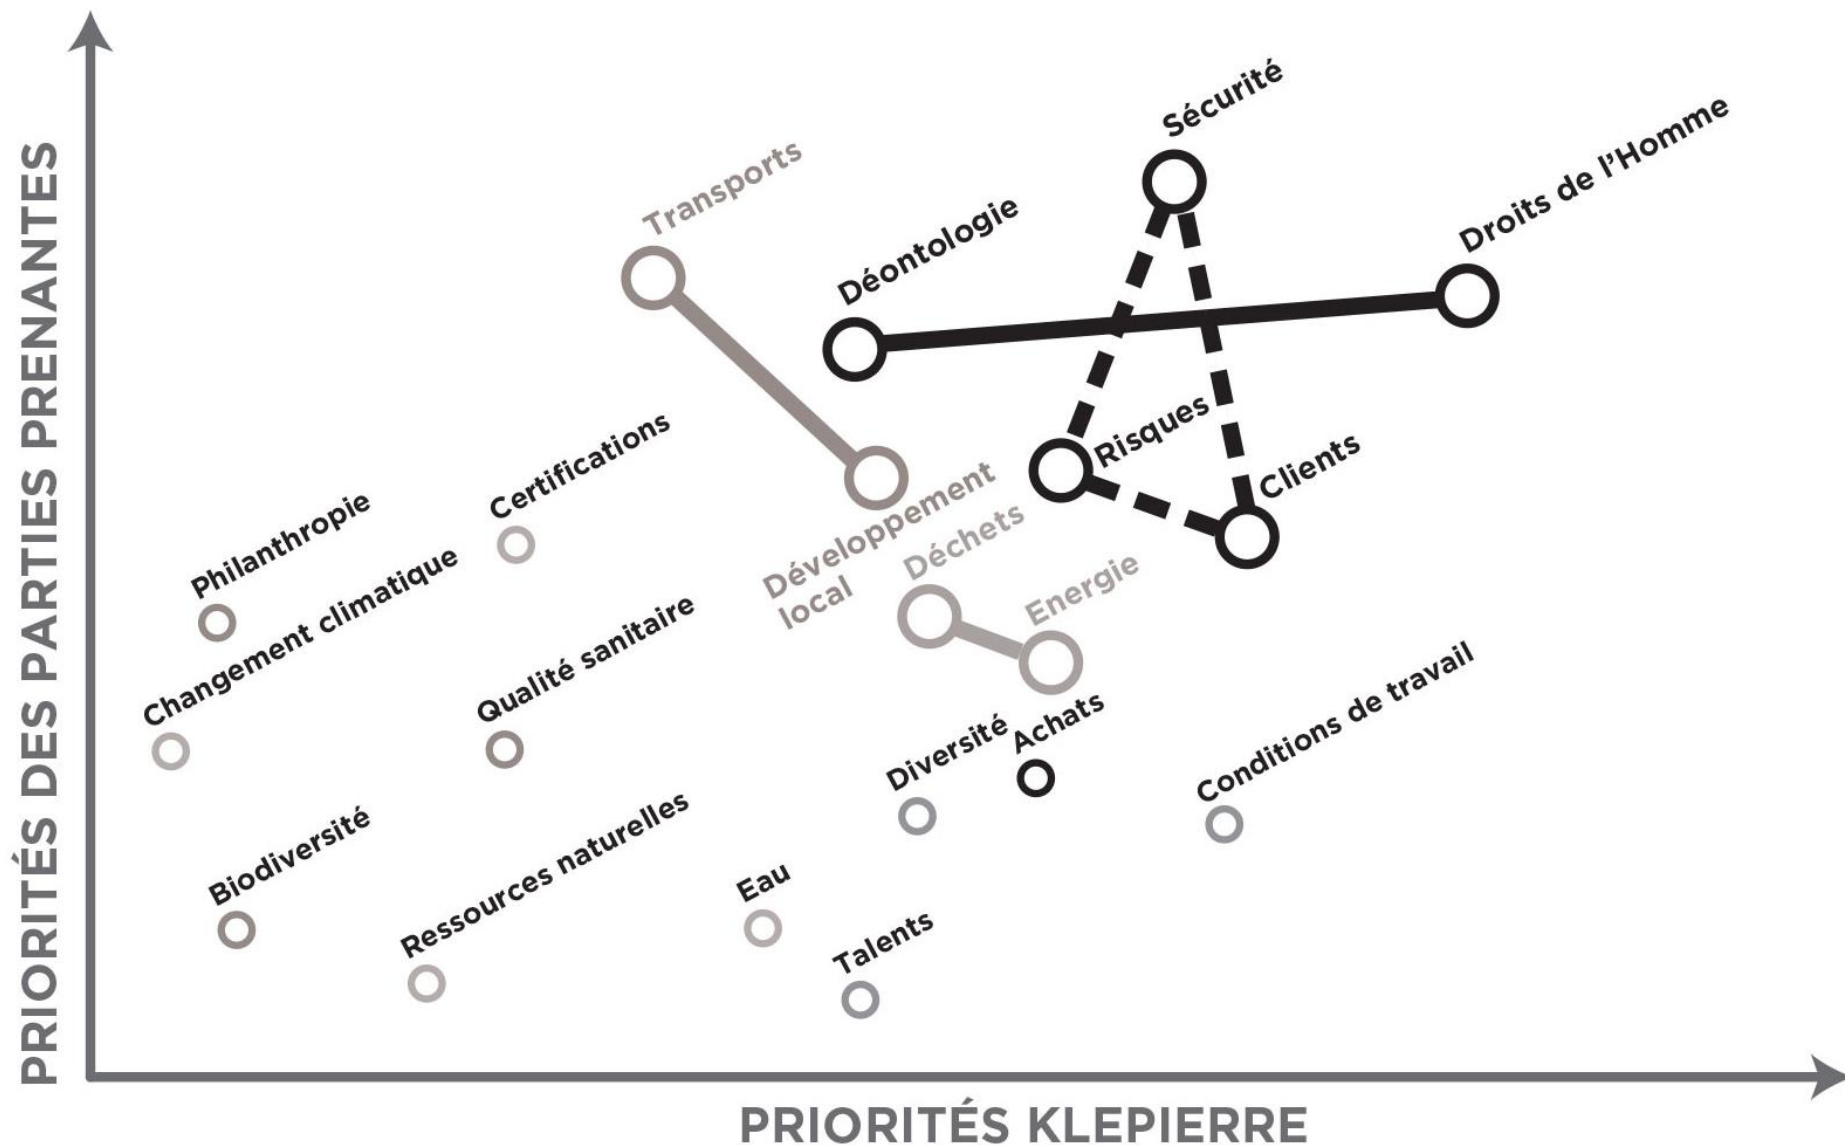 PRIORITÉS DES PARTIES PRENANTES
Sécurité
Droits de l'Homme
Transports
Déontologie
Risques
Clients
Certifications
Développement
local
Déchets
Energie
Philanthropie
Changement climatique
Qualité sanitaire
Diversité
Achats
Conditions de travail
Biodiversité
Ressources naturelles
Eau
Talents
PRIORITÉS KLEPIERRE